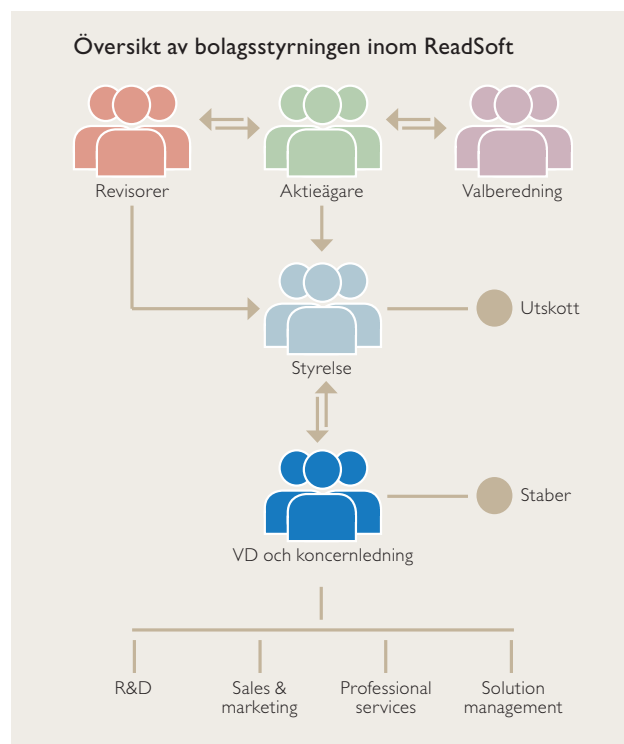 Översikt av bolagsstyrningen inom ReadSoft
Revisorer
Aktieägare
Valberedning
Utskott
Styrelse
Staber
VD och koncernledning
R&D
Sales &
marketing
Professional
services
Solution
management